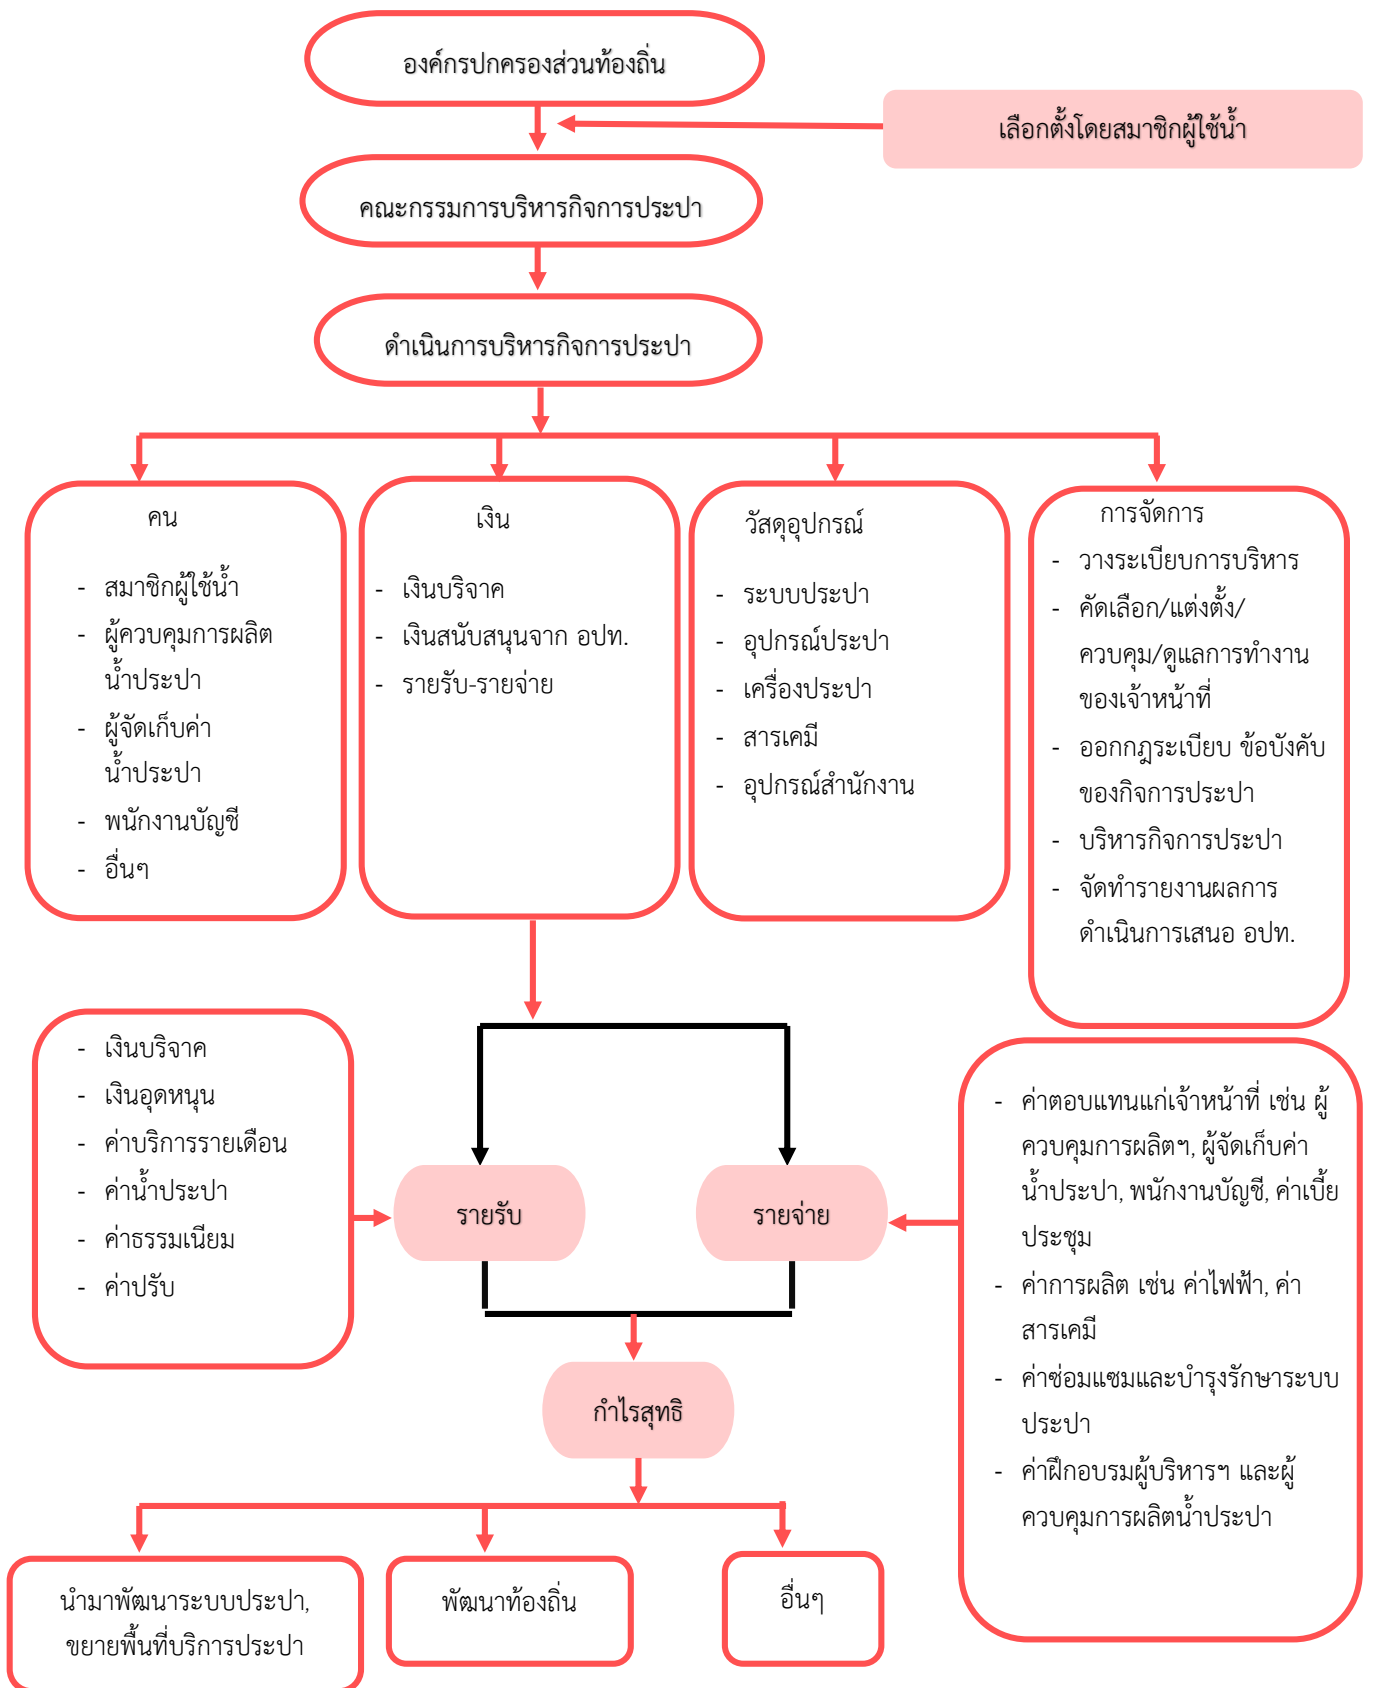 องค์กรปกครองส่วนท้องถิ่น
เลือกตั้งโดยสมาชิกผู้ใช้น้ำ
คณะกรรมการบริหารกิจการประปา
ดำเนินการบริหารกิจการประปา
คน
- สมาชิกผู้ใช้น้ำ
- ผู้ควบคุมการผลิต
น้ำประปา
- ผู้จัดเก็บค่า
น้ำประปา
- พนักงานบัญชี
- อื่นๆ
เงิน
- เงินบริจาค
- เงินสนับสนุนจาก อปท.
- รายรับ-รายจ่าย
วัสดุอุปกรณ์
- ระบบประปา
- อุปกรณ์ประปา
- เครื่องประปา
- สารเคมี
- อุปกรณ์สำนักงาน
การจัดการ
- วางระเบียบการบริหาร
- คัดเลือก/แต่งตั้ง/
ควบคุม/ดูแลการทำงาน
ของเจ้าหน้าที่
- ออกกฎระเบียบ ข้อบังคับ
ของกิจการประปา
- บริหารกิจการประปา
- จัดทำรายงานผลการ
ดำเนินการเสนอ อปท.
- เงินบริจาค
- เงินอุดหนุน
- ค่าบริการรายเดือน
- ค่าน้ำประปา
- ค่าธรรมเนียม
- ค่าปรับ
รายรับ
รายจ่าย
- ค่าตอบแทนแก่เจ้าหน้าที่ เช่น ผู้
ควบคุมการผลิตฯ, ผู้จัดเก็บค่า
น้ำประปา, พนักงานบัญชี, ค่าเบี้ย
ประชุม
- ค่าการผลิต เช่น ค่าไฟฟ้า, ค่า
สารเคมี
- ค่าซ่อมแซมและบำรุงรักษาระบบ
ประปา
- ค่าฝึกอบรมผู้บริหารฯ และผู้
ควบคุมการผลิตน้ำประปา
กำไรสุทธิ
นำมาพัฒนาระบบประปา,
ขยายพื้นที่บริการประปา
พัฒนาท้องถิ่น
อื่นๆ